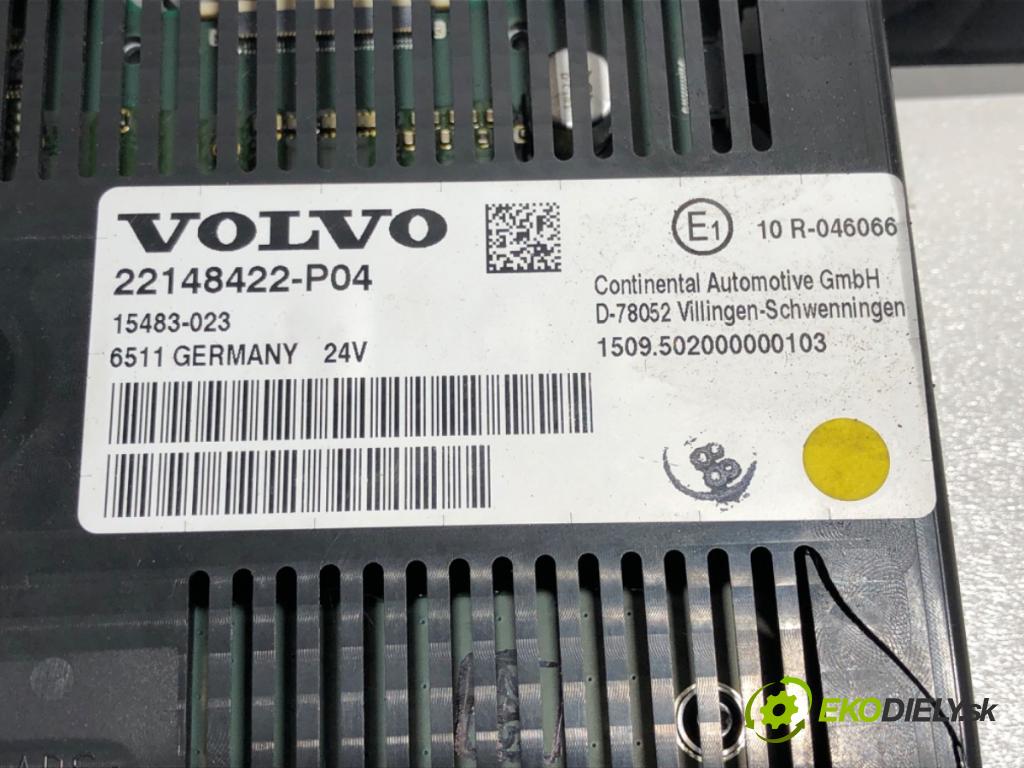 VOLVO
22148422-P04
15483-023
6511 GERMANY 24V
E1
10 R-046066
Continental Automotive GmbH
D-78052 Villingen-Schwenningen
1509.502000000103
EKODIELY.sk